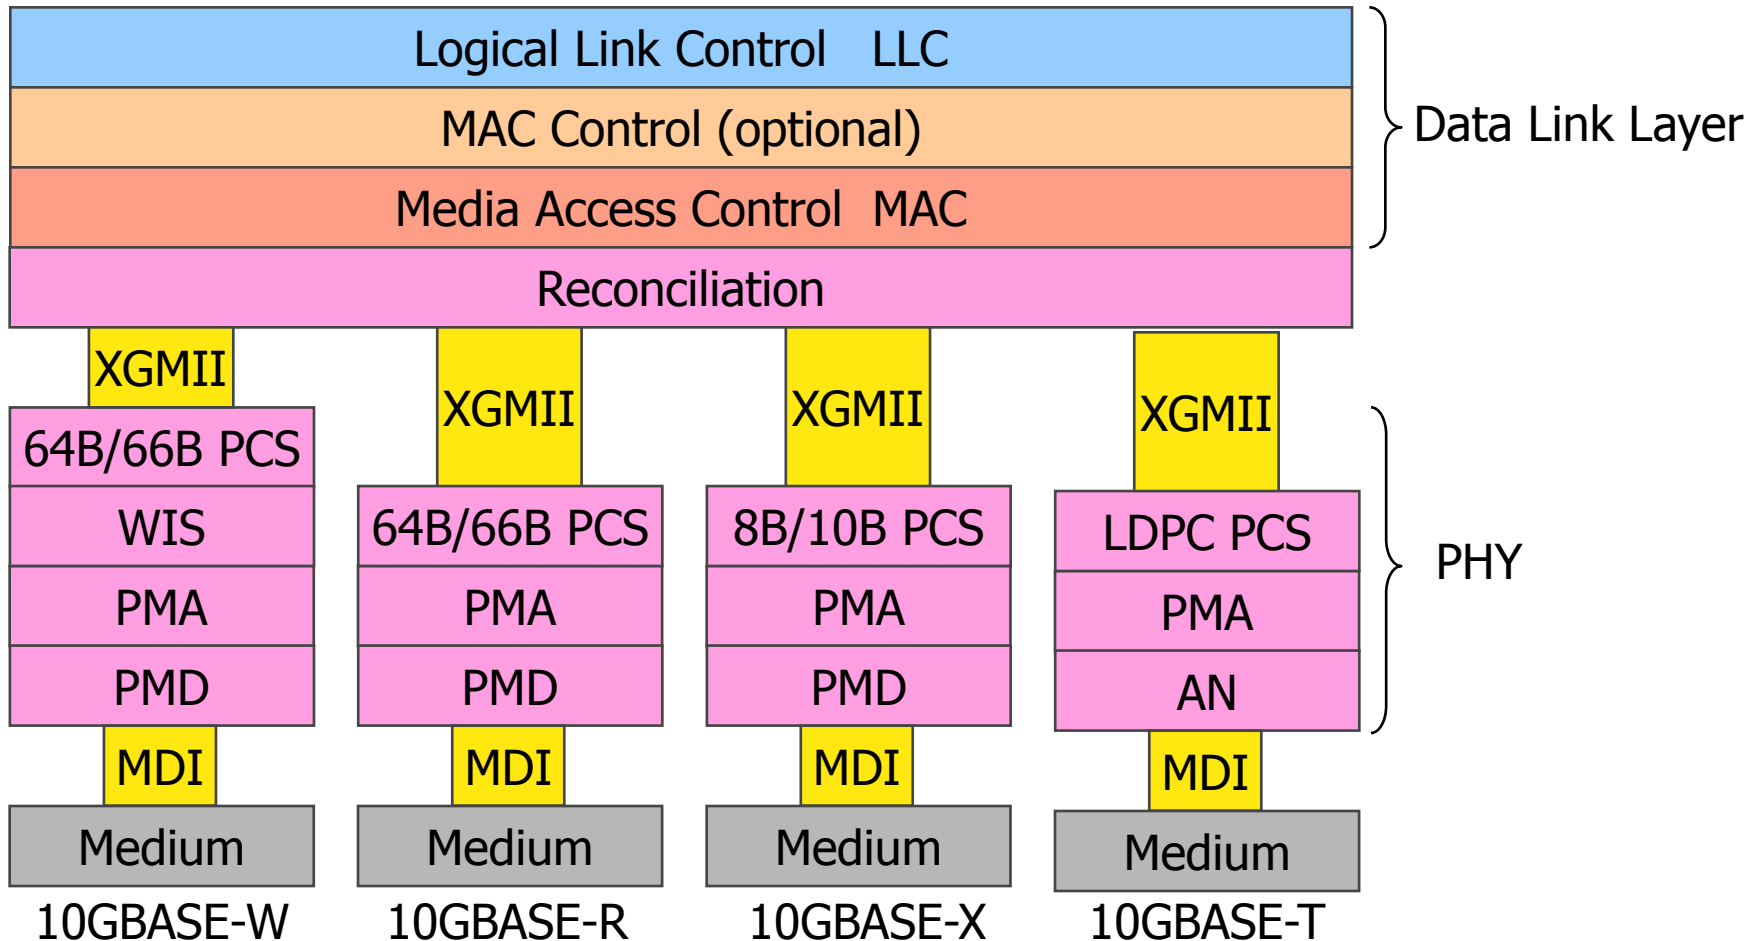 Logical Link Control LLC
MAC Control (optional)
Media Access Control MAC
Data Link Layer
Reconciliation
XGMII
XGMII
XGMII
XGMII
64B/66B PCS
WIS
PMA
PMD
64B/66B PCS
PMA
PMD
8B/10B PCS
PMA
PMD
LDPC PCS
PMA
AN
PHY
MDI
MDI
MDI
MDI
Medium
Medium
Medium
Medium
10GBASE-W
10GBASE-R
10GBASE-X
10GBASE-T